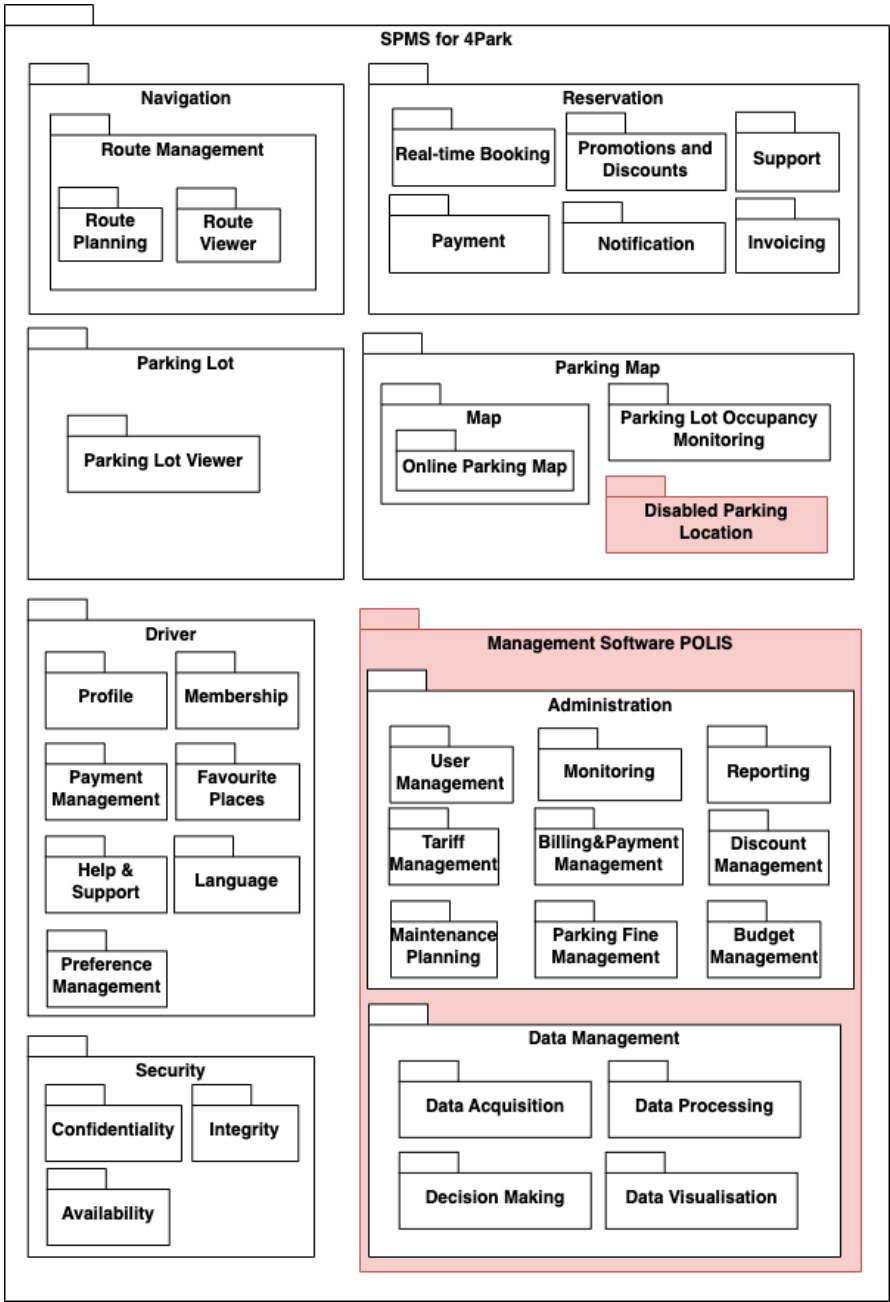 SPMS for 4Park
Navigation
Route Management
Route
Planning
Route
Viewer
Reservation
Real-time Booking
Promotions and
Discounts
Support
Payment
Notification
Invoicing
Parking Lot
Parking Lot Viewer
Parking Map
Map
Online Parking Map
Parking Lot Occupancy
Monitoring
Disabled Parking
Location
Driver
Profile
Membership
Payment
Management
Favourite
Places
Help &
Support
Language
Preference
Management
Management Software POLIS
Administration
User
Management
Monitoring
Reporting
Tariff
Management
Billing&Payment
Management
Discount
Management
Maintenance
Planning
Parking Fine
Management
Budget
Management
Security
Confidentiality
Integrity
Availability
Data Management
Data Acquisition
Data Processing
Decision Making
Data Visualisation